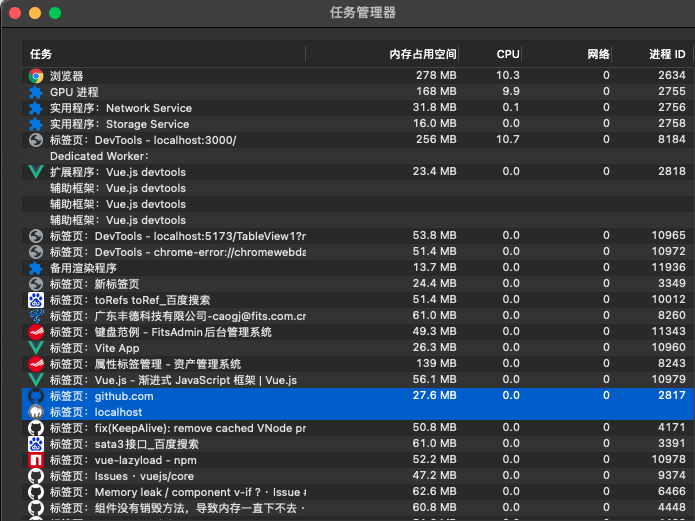 任务管理器
任务 内存占用空间 CPU 网络 进程 ID
浏览器 278 MB 10.3 0 2634
GPU 进程 168 MB 9.9 0 2755
实用程序：Network Service 31.8 MB 0.1 0 2756
实用程序：Storage Service 16.0 MB 0.0 0 2758
标签页：DevTools - localhost:3000/ 256 MB 10.7 0 8184
Dedicated Worker：
扩展程序：Vue.js devtools 23.4 MB 0.0 0 2818
辅助框架：Vue.js devtools
辅助框架：Vue.js devtools
辅助框架：Vue.js devtools
标签页：DevTools - localhost:5173/TableView1?r 53.8 MB 0.0 0 10965
标签页：DevTools - chrome-error://chromewebda 51.4 MB 0.0 0 10972
备用渲染程序 13.7 MB 0.0 0 11936
标签页：新标签页 24.4 MB 0.0 0 3349
标签页：toRefs toRef_百度搜索 51.4 MB 0.0 0 10012
标签页：广东丰德科技有限公司-caogj@fits.com.cr 61.0 MB 0.0 0 8260
标签页：键盘范例 - FitsAdmin后台管理系统 49.3 MB 0.0 0 11343
标签页：Vite App 26.3 MB 0.0 0 10960
标签页：属性标签管理 - 资产管理系统 139 MB 0.0 0 8243
标签页：Vue.js - 渐进式 JavaScript 框架 | Vue.js 56.1 MB 0.0 0 10979
标签页：github.com 27.6 MB 0.0 0 2817
标签页：localhost
标签页：fix(KeepAlive): remove cached VNode pr 50.8 MB 0.0 0 4171
标签页：sata3接口_百度搜索 61.0 MB 0.0 0 3391
标签页：vue-lazyload - npm 52.2 MB 0.0 0 10978
标签页：Issues · vuejs/core 47.2 MB 0.0 0 9374
标签页：Memory leak / component v-if ? · Issue # 62.6 MB 0.0 0 6466
标签页：组件没有销毁方法，导致内存一直下不去 · 60.8 MB 0.0 0 4448